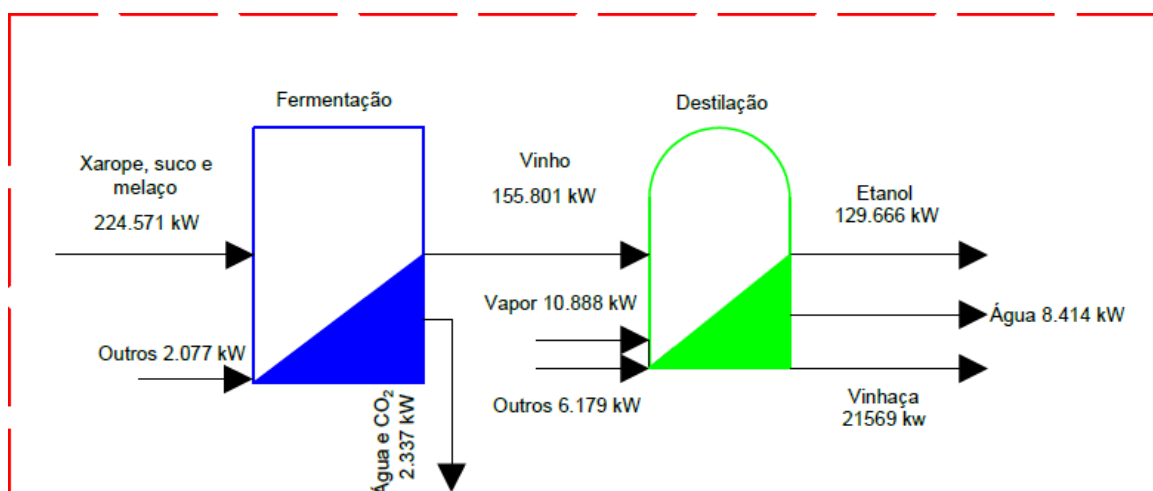 Fermentação
Destilação
Xarope, suco e
melaço
224.571 kW
Vinho
155.801 kW
Etanol
129.666 kW
Vapor 10.888 kW
Água 8.414 kW
Outros 2.077 kW
Outros 6.179 kW
Vinhaça
21569 kw
Água e CO₂
2.337 kW